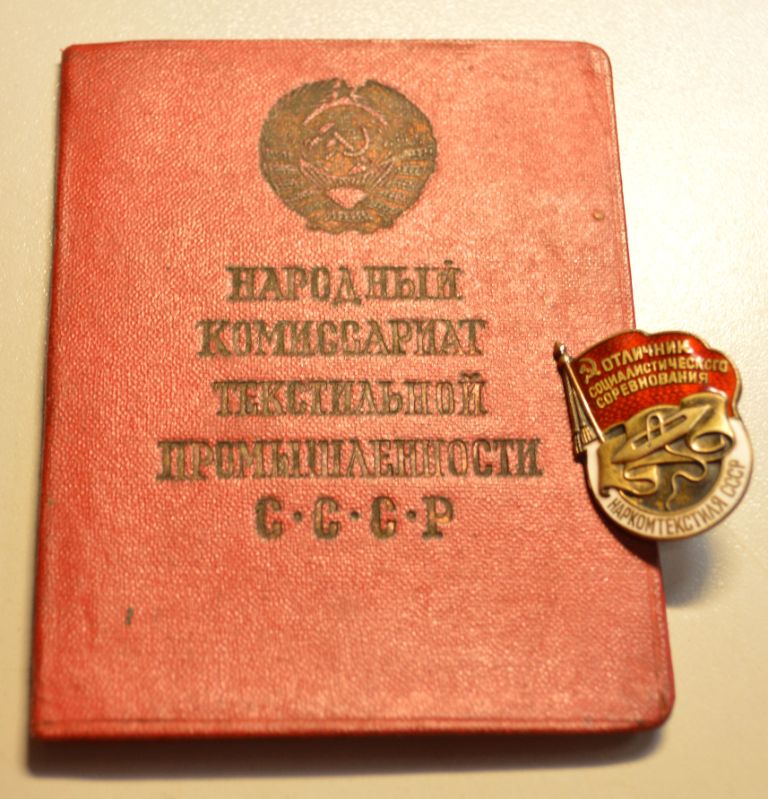 НАРОДНЫЙ
КОМИССАРИАТ
ТЕКСТИЛЬНОЙ
ПРОМЫШЛЕННОСТИ
С·С·С·Р
ОТЛИЧНИК
СОЦИАЛИСТИЧЕСКОГО
СОРЕВНОВАНИЯ
НАРКОМТЕКСТИЛЯ СССР